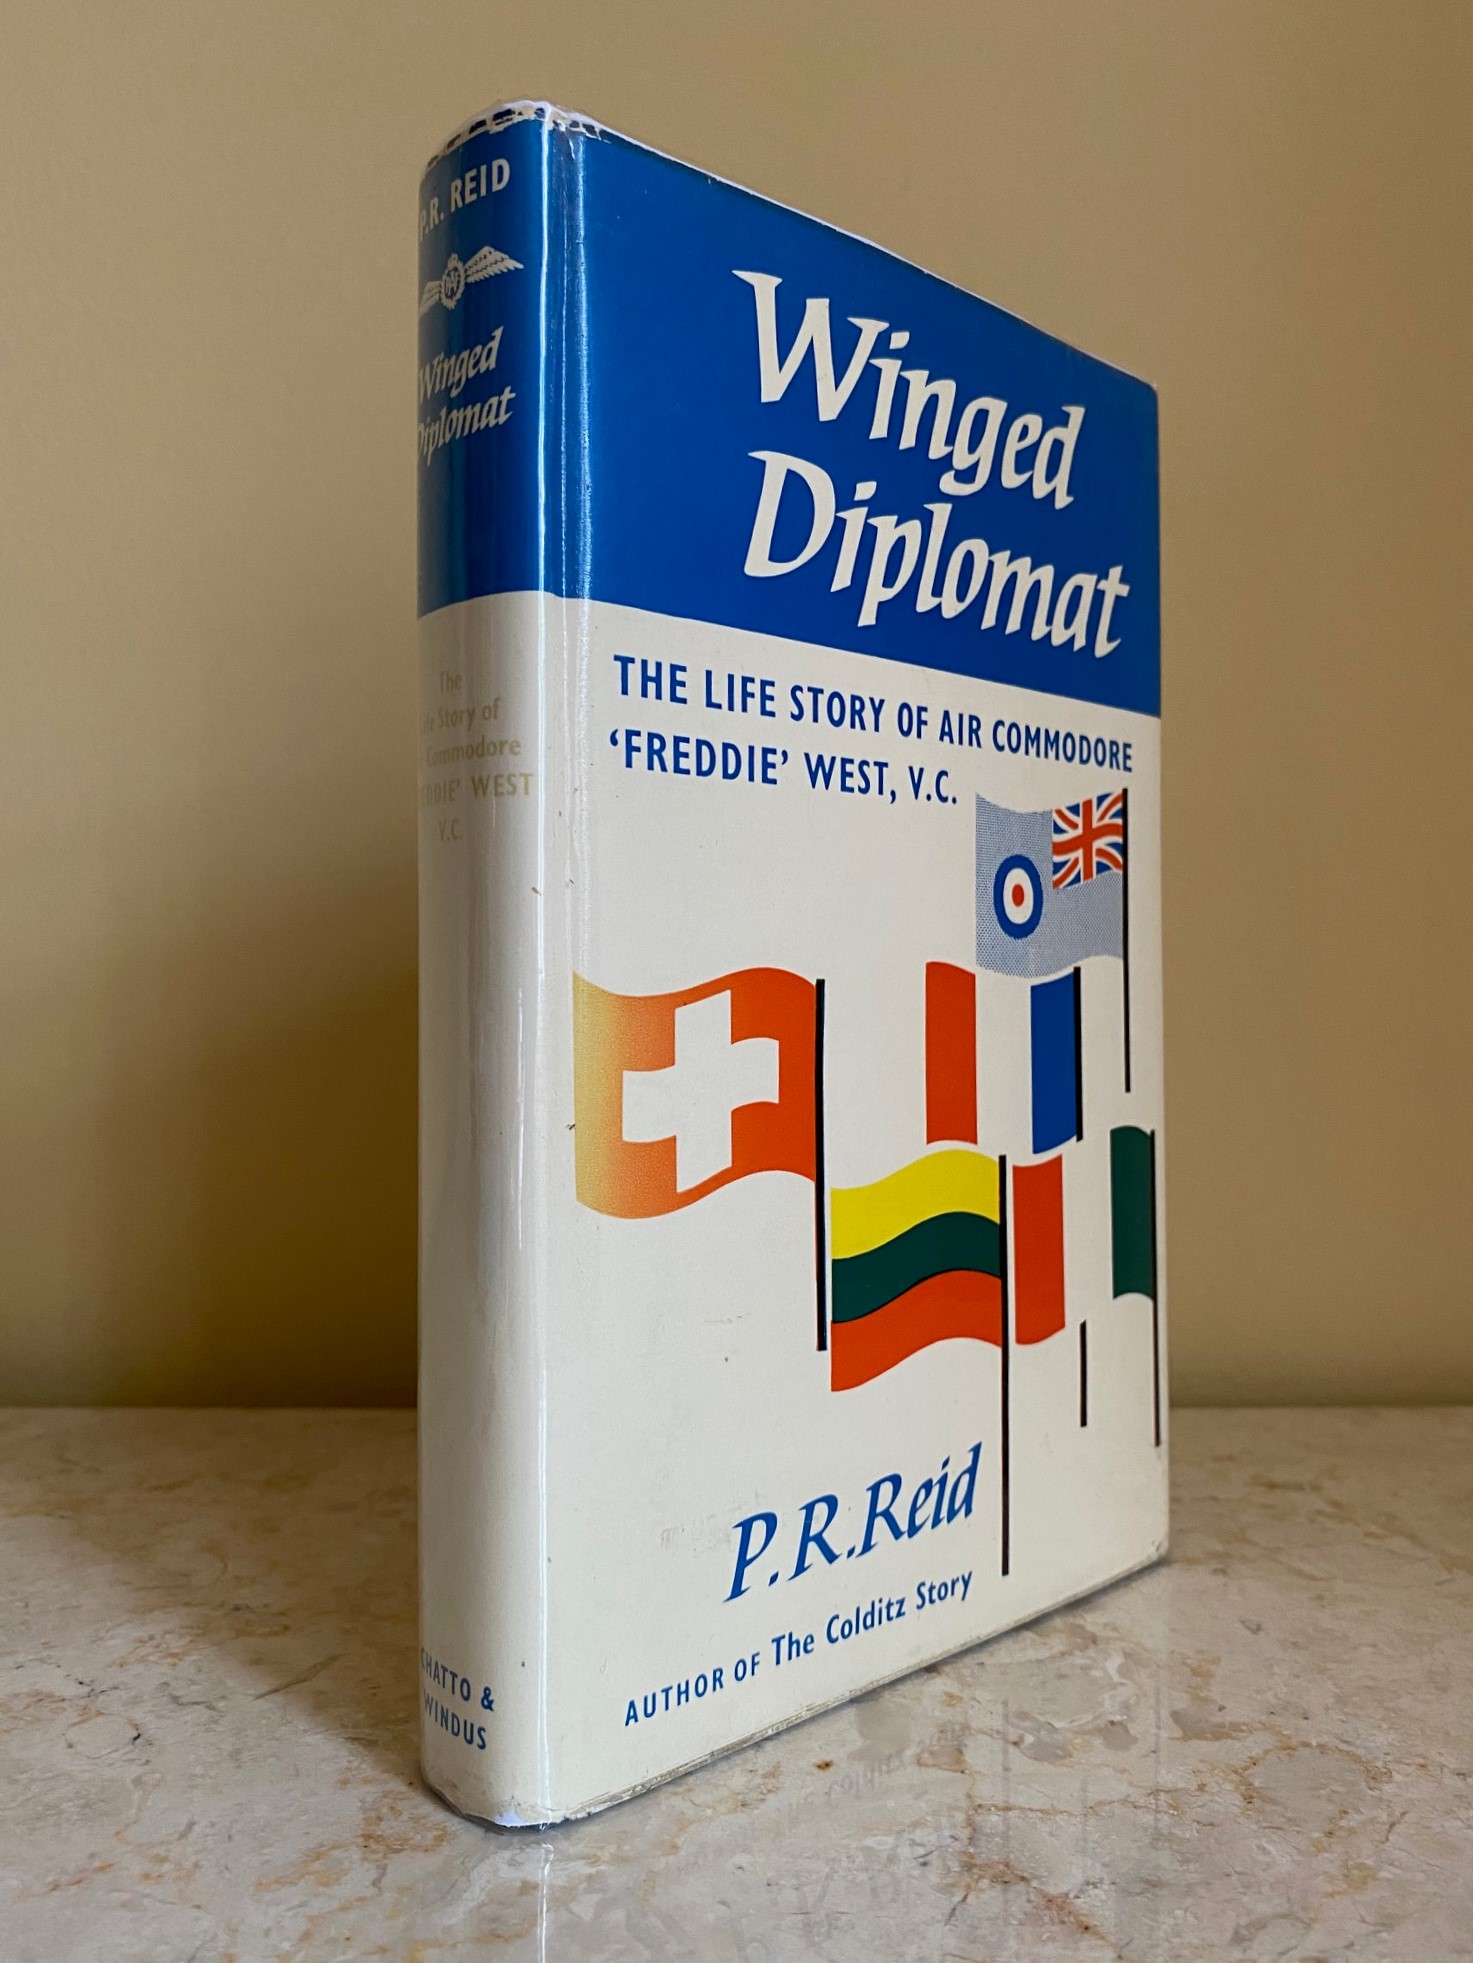 P.R. REID
Winged
Diplomat
The
Story of
Commodore
WEST
V.C.
CHATTO &
WINDUS
Winged
Diplomat
THE LIFE STORY OF AIR COMMODORE
‘FREDDIE’ WEST, V.C.
P.R.Reid
AUTHOR OF The Colditz Story